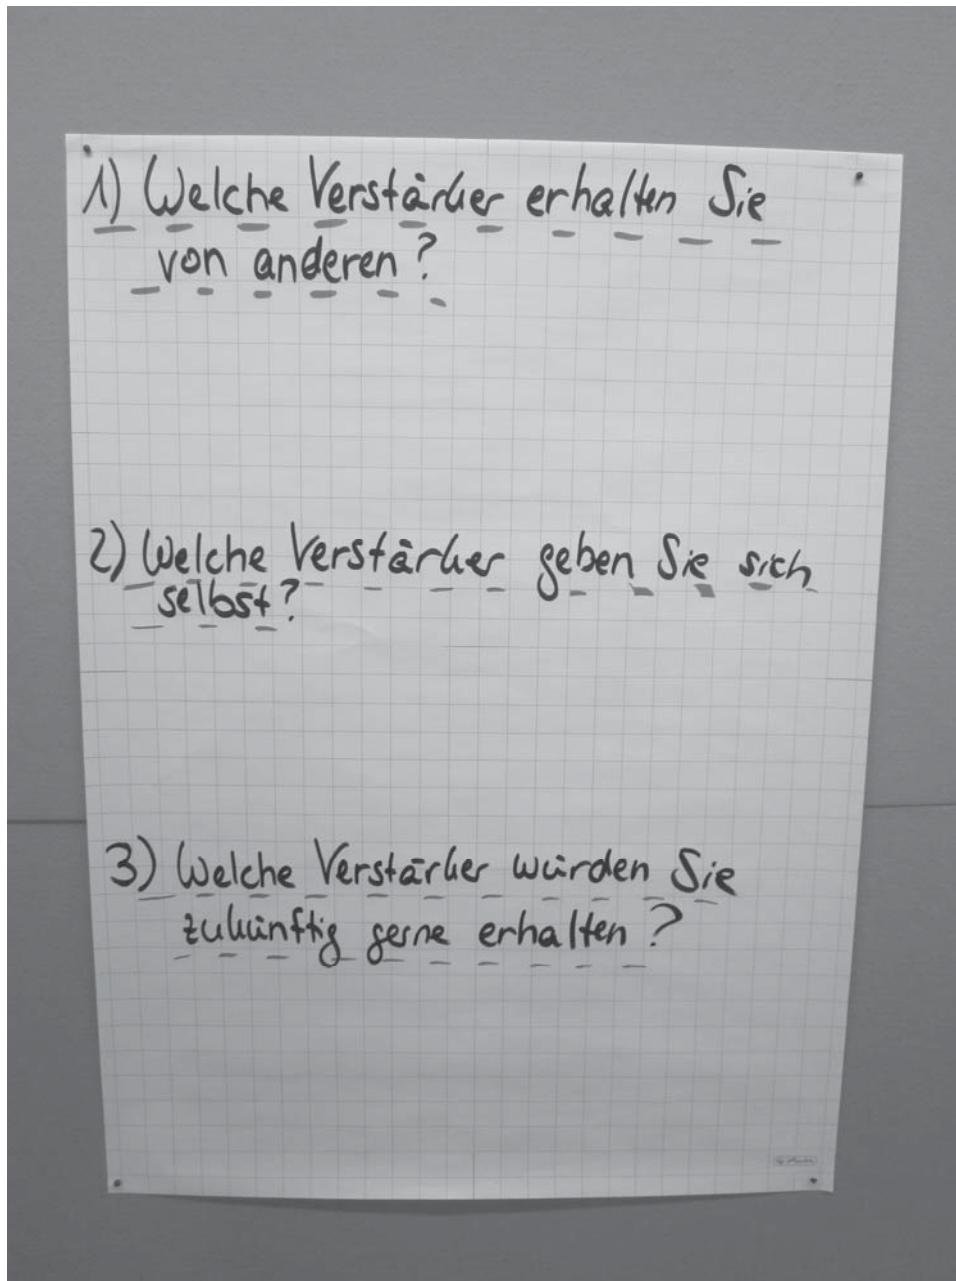 1) Welche Verstärker erhalten Sie
von anderen?
2) Welche Verstärker geben Sie sich
selbst?
3) Welche Verstärker würden Sie
zukünftig gerne erhalten?